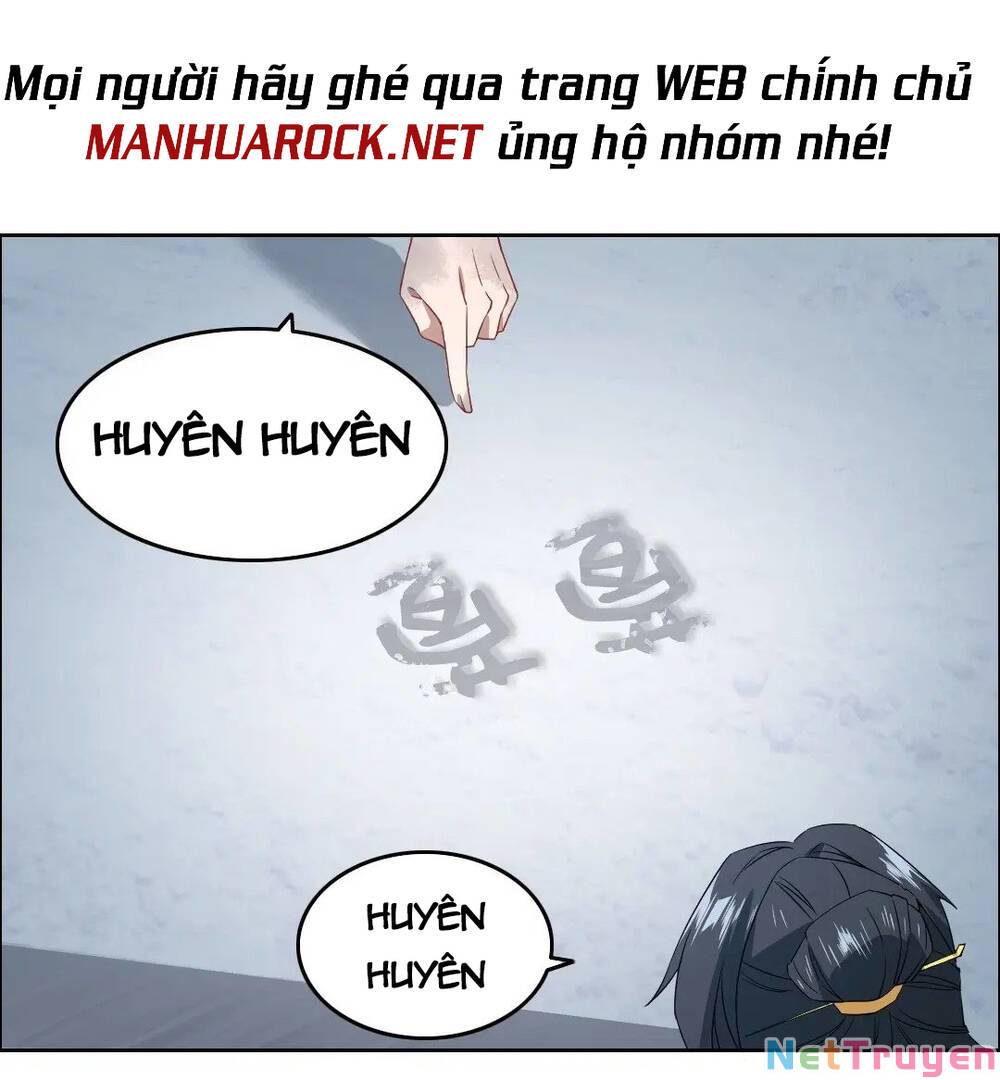 Mọi người hãy ghé qua trang WEB chính chủ
MANHUAROCK.NET ủng hộ nhóm nhé!
HUYÊN HUYÊN
HUYÊN
HUYÊN
NetTruyen